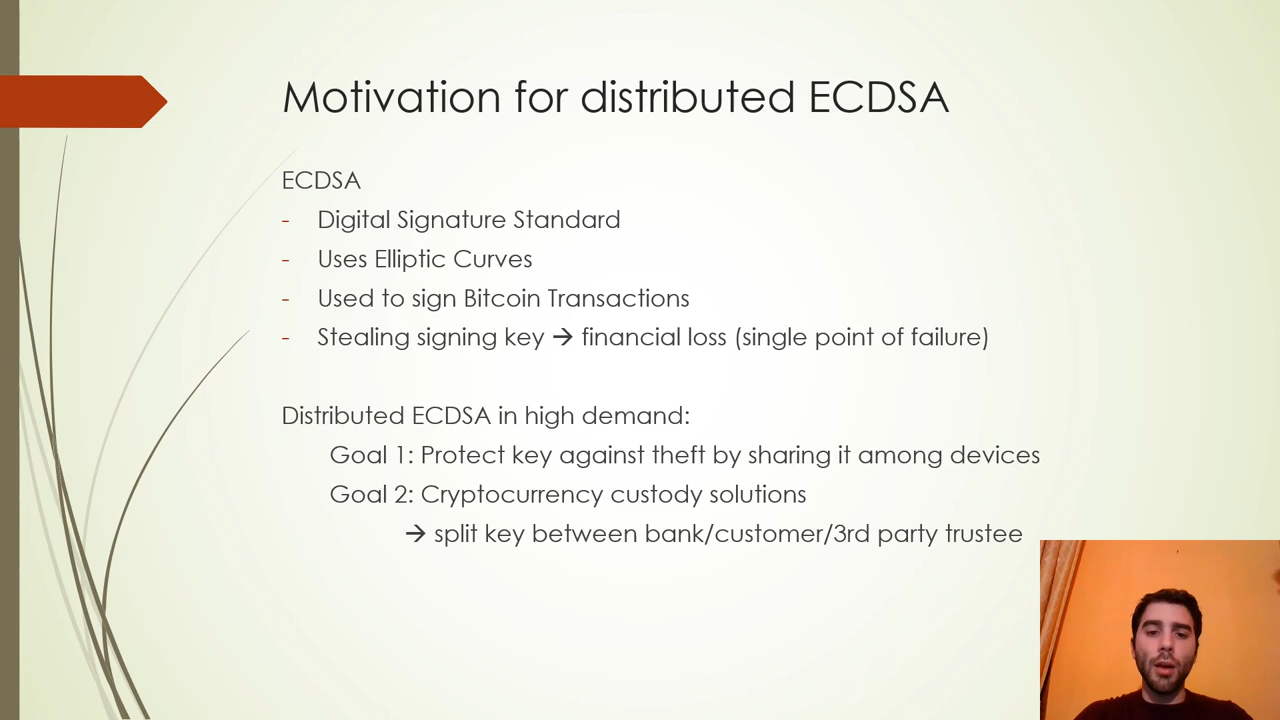 Motivation for distributed ECDSA
ECDSA
- Digital Signature Standard
- Uses Elliptic Curves
- Used to sign Bitcoin Transactions
- Stealing signing key → financial loss (single point of failure)
Distributed ECDSA in high demand:
Goal 1: Protect key against theft by sharing it among devices
Goal 2: Cryptocurrency custody solutions
→ split key between bank/customer/3rd party trustee